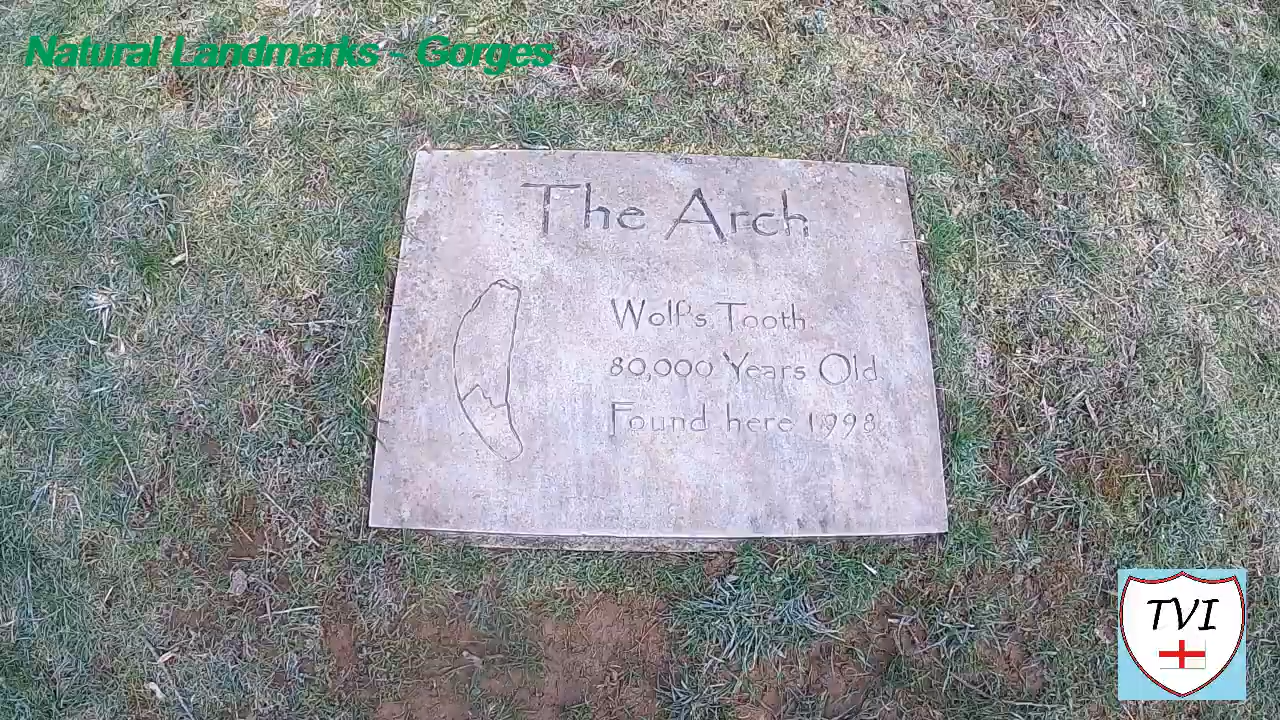 Natural Landmarks - Gorges
The Arch
Wolf's Tooth
80,000 Years Old
Found here 1998
TVI